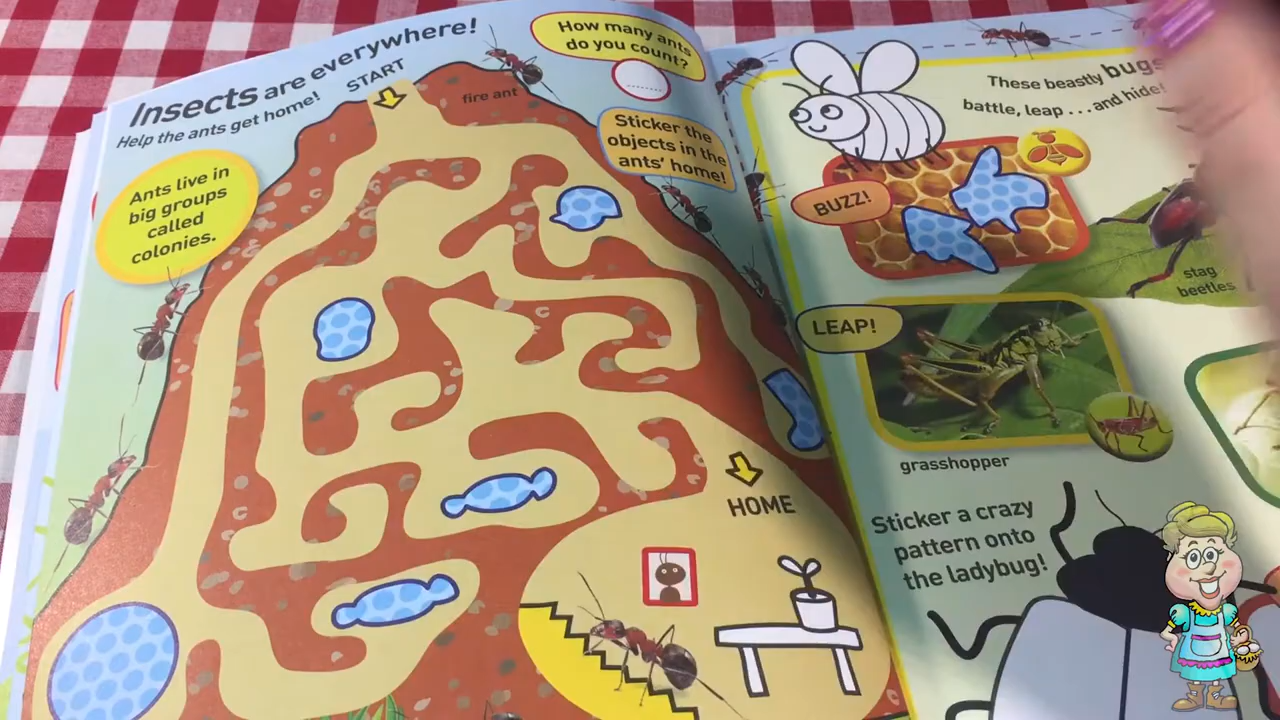 Insects are everywhere!
Help the ants get home!
START
fire ant
How many ants
do you count?
Sticker the
objects in the
ants' home!
Ants live in
big groups
called
colonies.
HOME
These beastly bugs
battle, leap ... and hide!
BUZZ!
stag
beetles
LEAP!
grasshopper
Sticker a crazy
pattern onto
the ladybug!